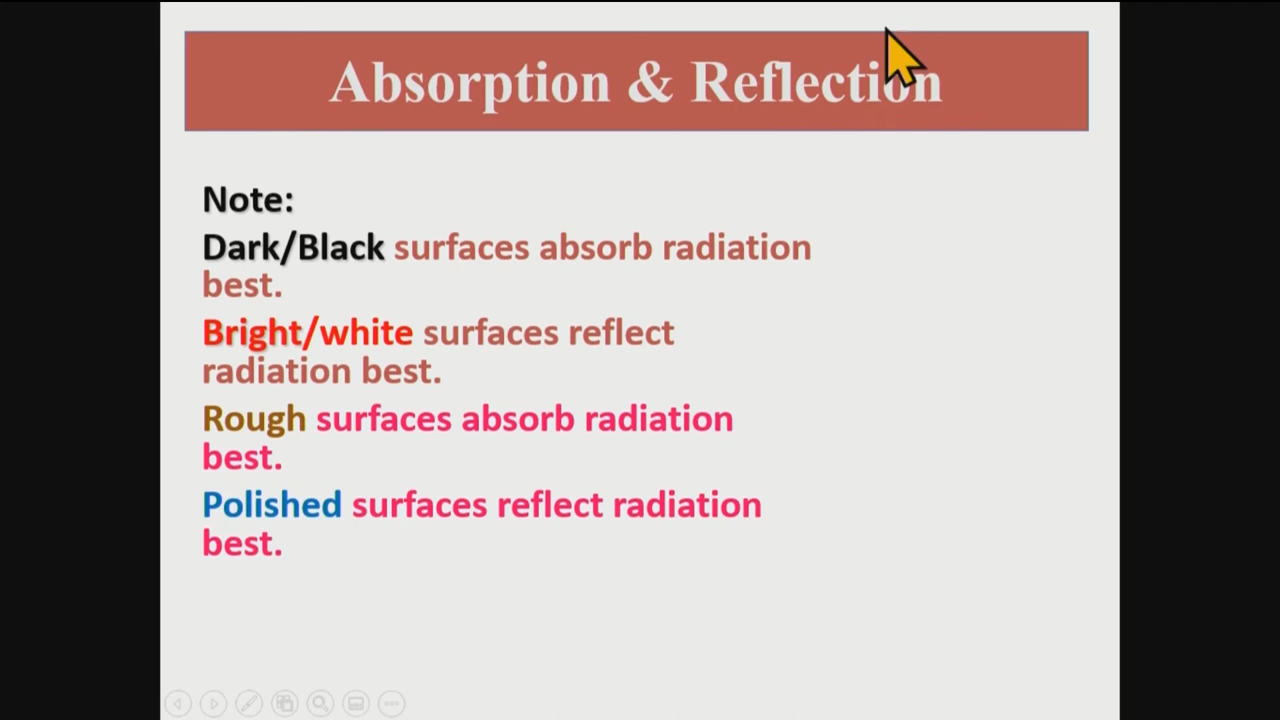 Absorption & Reflection
Note:
Dark/Black surfaces absorb radiation
best.
Bright/white surfaces reflect
radiation best.
Rough surfaces absorb radiation
best.
Polished surfaces reflect radiation
best.